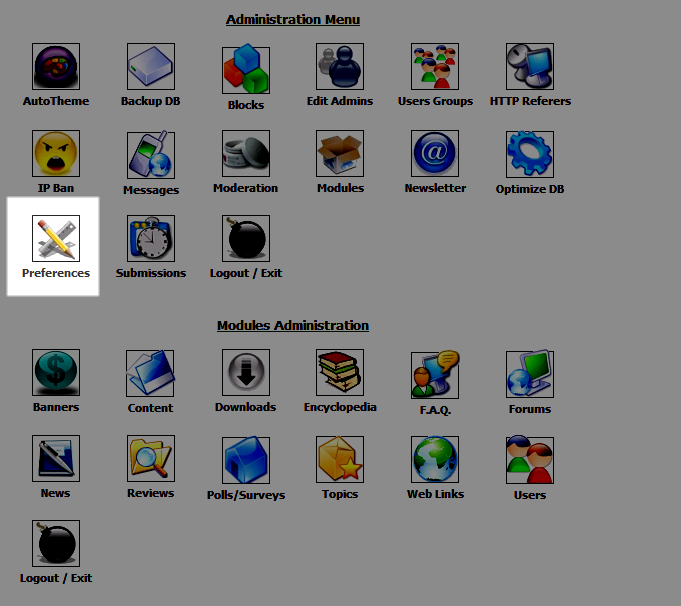 Administration Menu
AutoTheme Backup DB Blocks Edit Admins Users Groups HTTP Referers
IP Ban Messages Moderation Modules Newsletter Optimize DB
Preferences Submissions Logout / Exit
Modules Administration
Banners Content Downloads Encyclopedia F.A.Q. Forums
News Reviews Polls/Surveys Topics Web Links Users
Logout / Exit